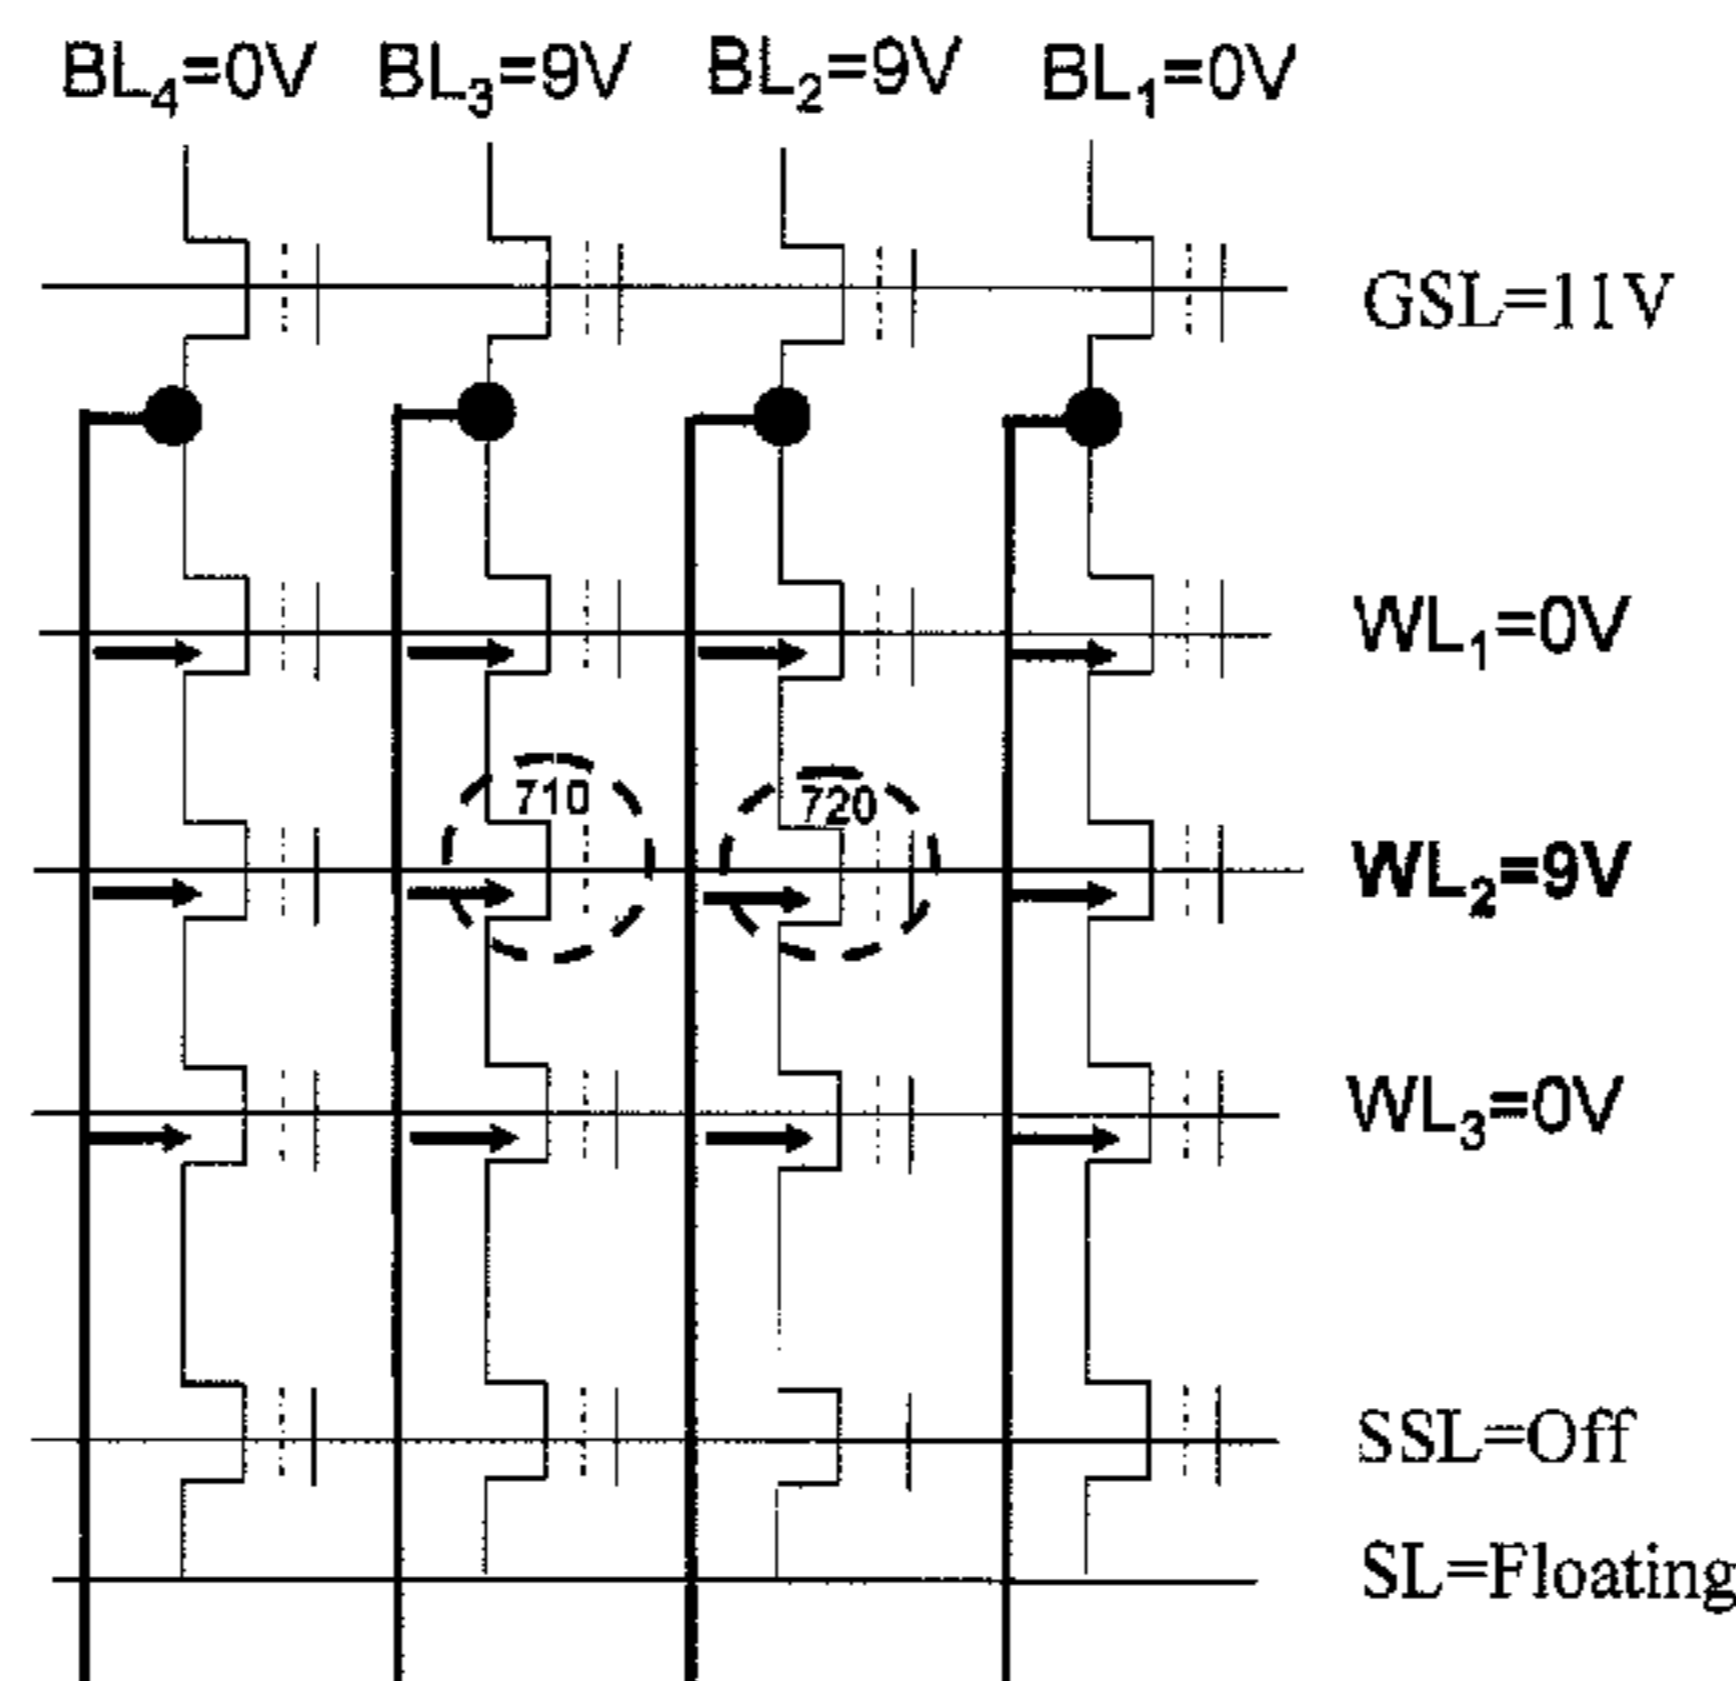 BL₄=0V BL₃=9V BL₂=9V BL₁=0V
GSL=11V
WL₁=0V
710 720
WL₂=9V
WL₃=0V
SSL=Off
SL=Floating